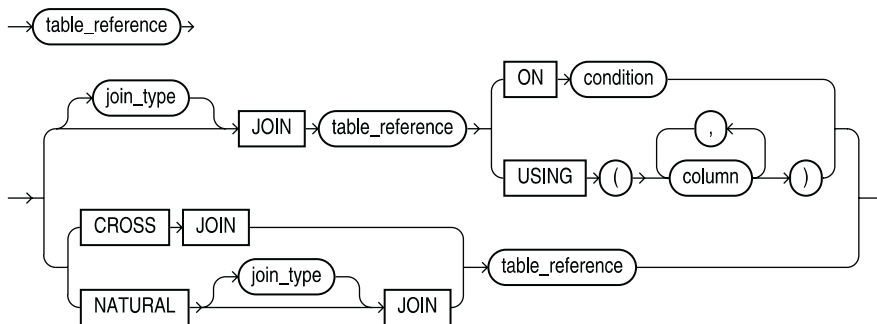 table_reference
join_type
JOIN table_reference
ON condition
USING ( column )
,
CROSS JOIN
NATURAL join_type JOIN
table_reference